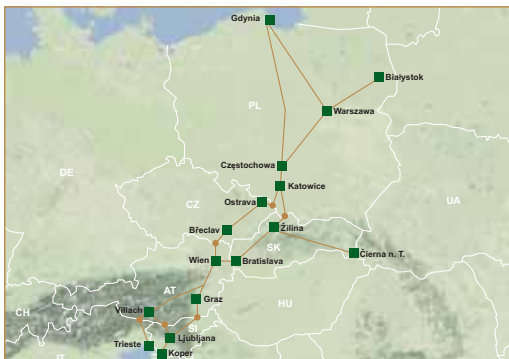 Gdynia
Białystok
PL
Warszawa
Częstochowa
DE
Katowice
Ostrava
CZ
UA
Břeclav
Žilina
SK
Čierna n. T.
Wien
Bratislava
AT
Graz
HU
Villach
CH
SI
Ljubljana
Trieste
Koper
IT